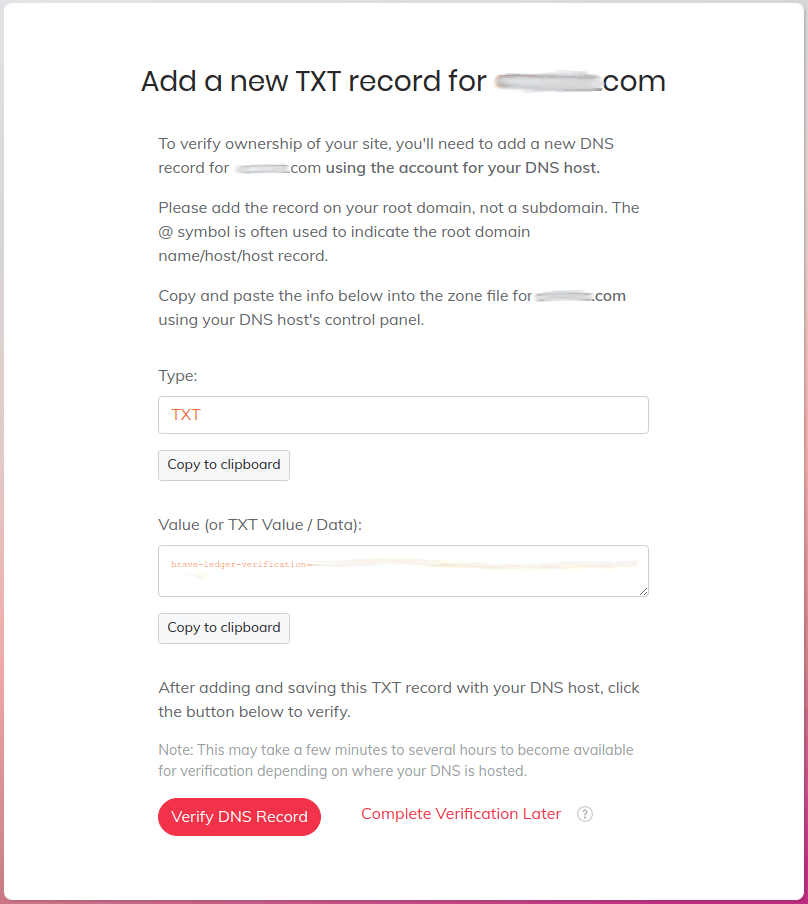 Add a new TXT record for .com
To verify ownership of your site, you'll need to add a new DNS
record for .com using the account for your DNS host.
Please add the record on your root domain, not a subdomain. The
@ symbol is often used to indicate the root domain
name/host/host record.
Copy and paste the info below into the zone file for .com
using your DNS host's control panel.
Type:
TXT
Copy to clipboard
Value (or TXT Value / Data):
brave-ledger-verification=
Copy to clipboard
After adding and saving this TXT record with your DNS host, click
the button below to verify.
Note: This may take a few minutes to several hours to become available
for verification depending on where your DNS is hosted.
Verify DNS Record
Complete Verification Later ?